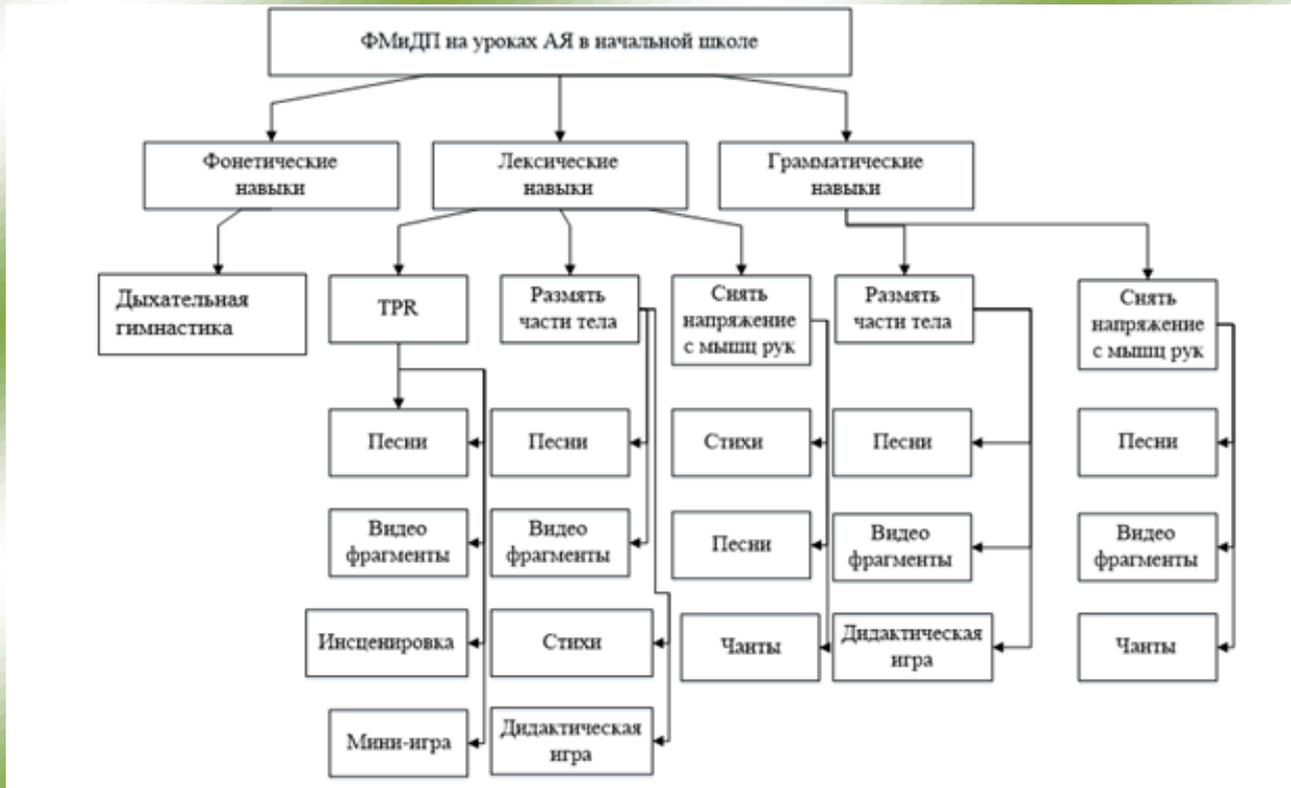 ФМиДП на уроках АЯ в начальной школе
Фонетические
навыки
Лексические
навыки
Грамматические
навыки
Дыхательная
гимнастика
TPR
Размять
части тела
Снять
напряжение
с мышц рук
Размять
части тела
Снять
напряжение
с мышц рук
Песни
Песни
Стихи
Песни
Песни
Видео
фрагменты
Видео
фрагменты
Песни
Видео
фрагменты
Видео
фрагменты
Инсценировка
Стихи
Чанты
Дидактическая
игра
Чанты
Мини-игра
Дидактическая
игра